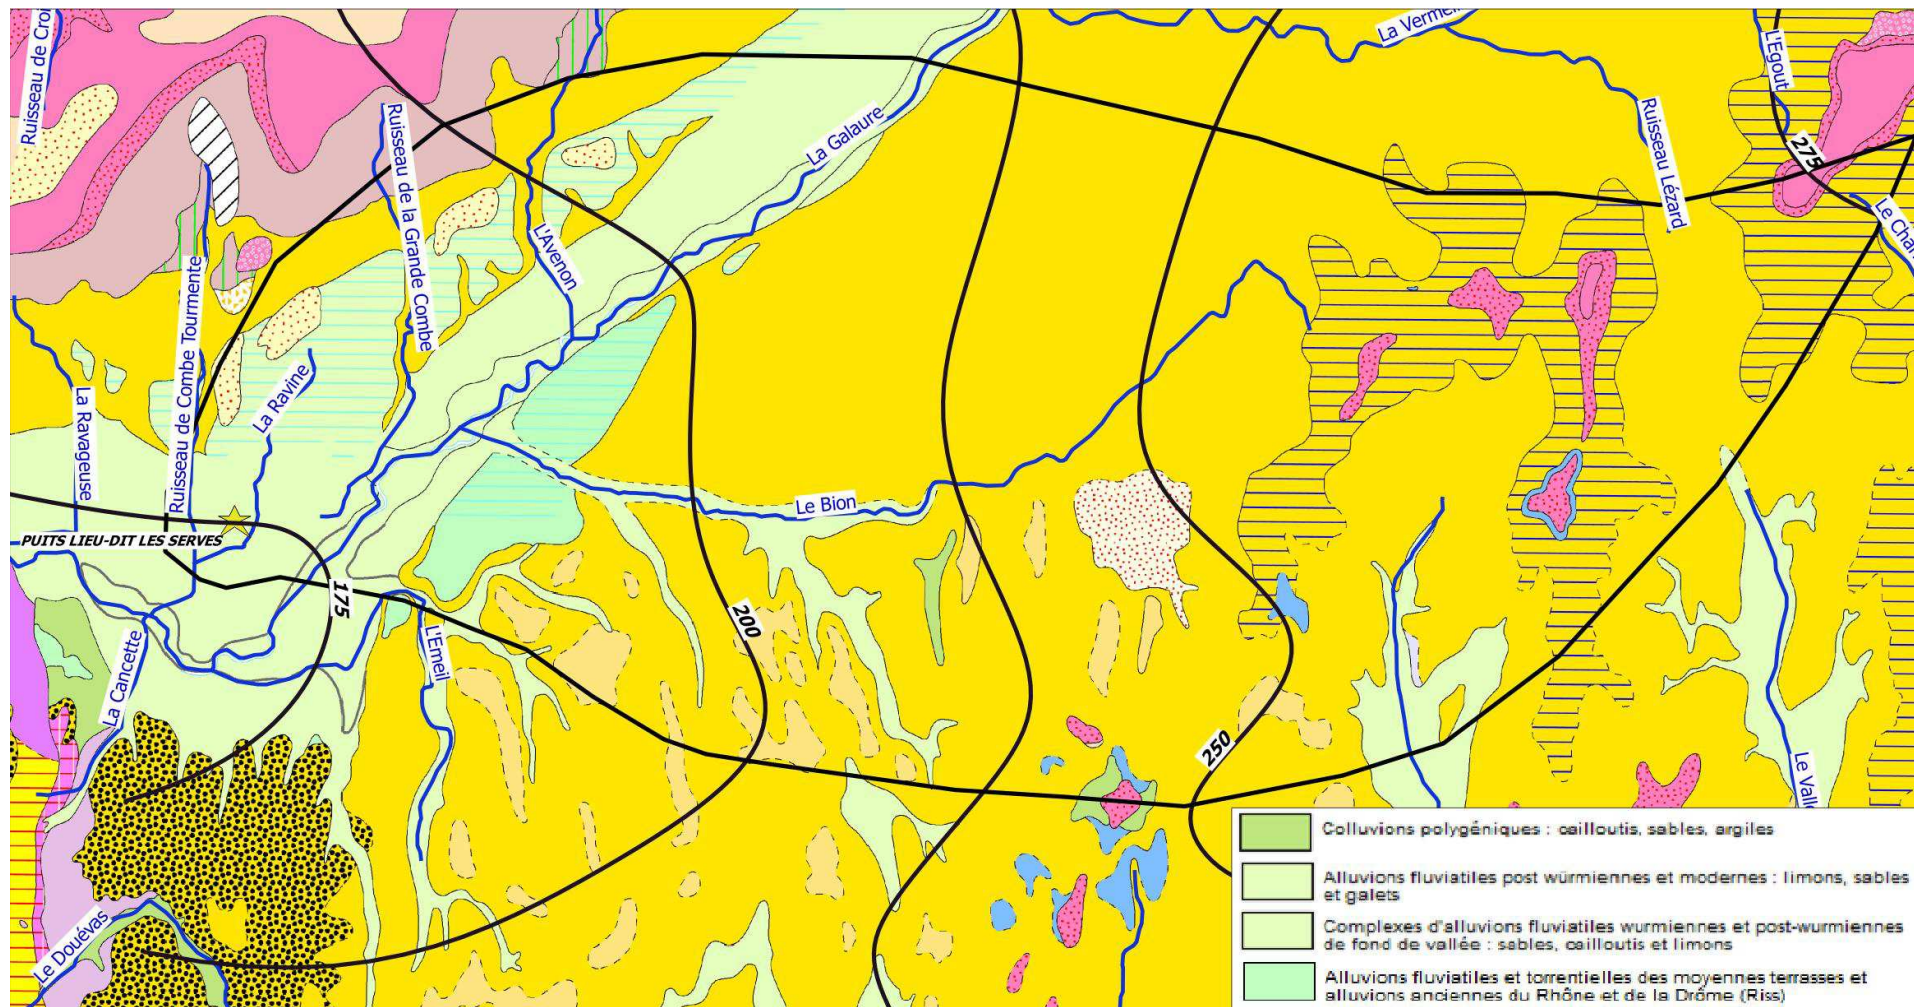 Ruisseau de Cro
La Vermei
L'Egout
Ruisseau de la Grande Combe
La Galaure
Ruisseau Lézard
275
Le Char
L'Avenon
Ruisseau de Combe Tourmente
La Ravine
La Ravageuse
Le Bion
PUITS LIEU-DIT LES SERVES
175
200
L'Emeil
La Cancette
250
Le Vall
Le Douévas
Colluvions polygéniques : cailloutis, sables, argiles
Alluvions fluviatiles post würmiennes et modernes : limons, sables
et galets
Complexes d'alluvions fluviatiles wurmiennes et post-wurmiennes
de fond de vallée : sables, cailloutis et limons
Alluvions fluviatiles et torrentielles des moyennes terrasses et
alluvions anciennes du Rhône et de la Drôme (Riss)